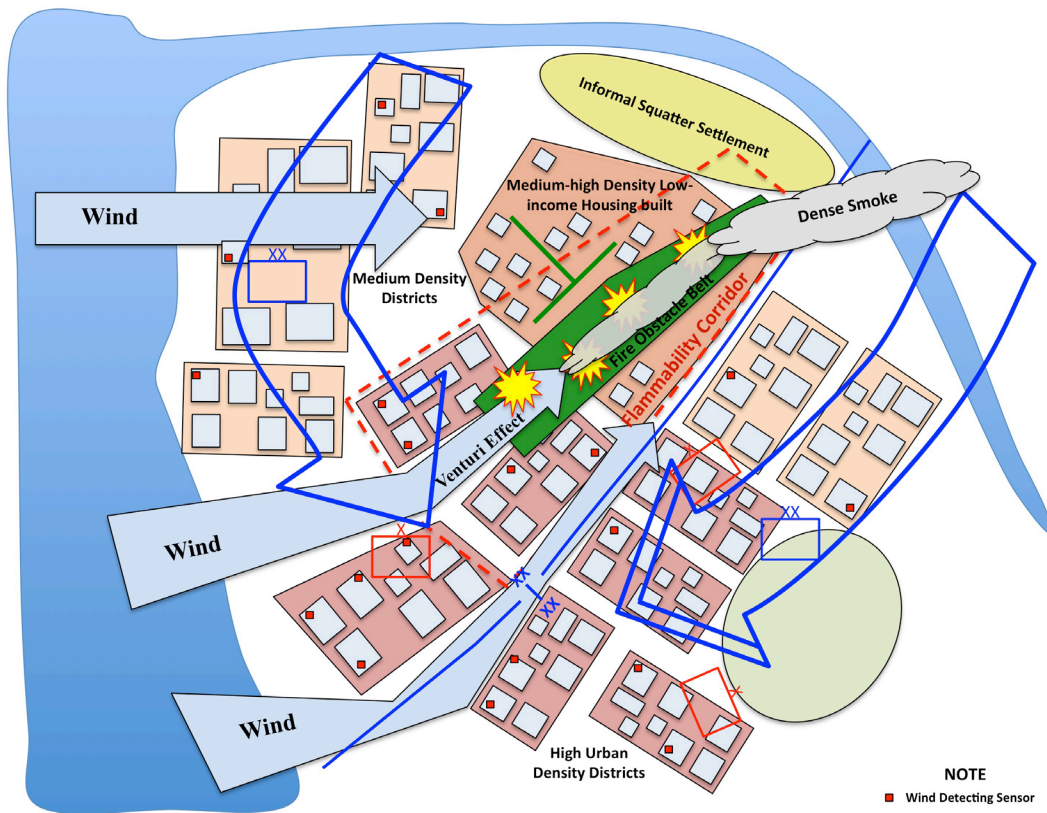 Informal Squatter Settlement
Medium-high Density Low-
income Housing built
Dense Smoke
Wind
XX
Medium Density
Districts
Fire Obstacle Belt
Flammability Corridor
Venturi Effect
X
XX
Wind
X
XX
XX
X
Wind
High Urban
Density Districts
NOTE
Wind Detecting Sensor